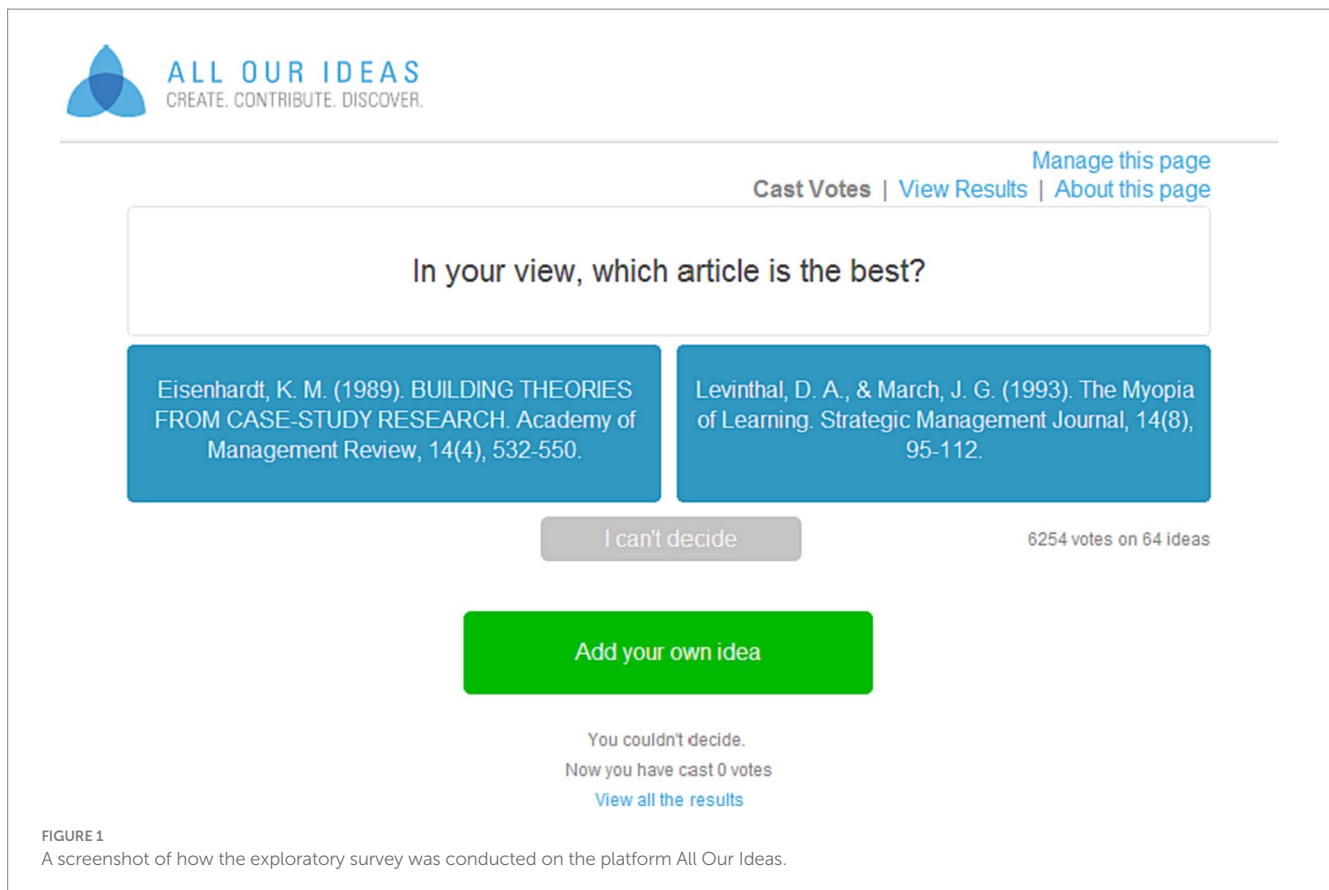 ALL OUR IDEAS
CREATE. CONTRIBUTE. DISCOVER.
Manage this page
Cast Votes | View Results | About this page
In your view, which article is the best?
Eisenhardt, K. M. (1989). BUILDING THEORIES
FROM CASE-STUDY RESEARCH. Academy of
Management Review, 14(4), 532-550.
Levinthal, D. A., & March, J. G. (1993). The Myopia
of Learning. Strategic Management Journal, 14(8),
95-112.
I can't decide
6254 votes on 64 ideas
Add your own idea
You couldn't decide.
Now you have cast 0 votes
View all the results
FIGURE 1
A screenshot of how the exploratory survey was conducted on the platform All Our Ideas.